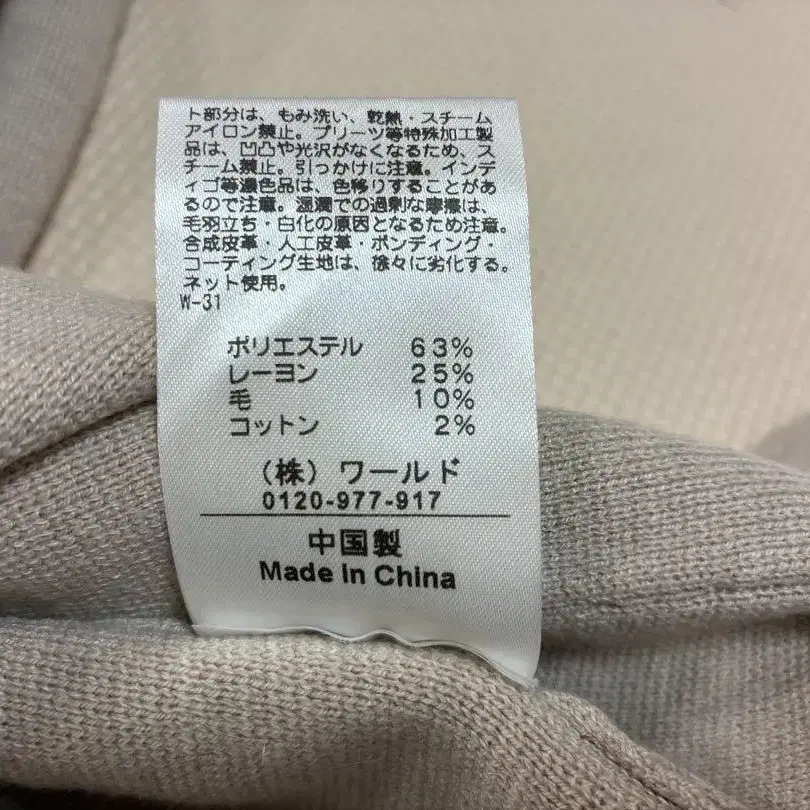 ト部分は、もみ洗い、乾熱・スチーム
アイロン禁止。プリーツ等特殊加工製
品は、凹凸や光沢がなくなるため、ス
チーム禁止。引っかけに注意。インデ
ィゴ等濃色品は、色移りすることがあ
るので注意。湿潤での過剰な摩擦は、
毛羽立ち・白化の原因となるため注意。
合成皮革・人工皮革・ボンディング・
コーティング生地は、徐々に劣化する。
ネット使用。
W-31
ポリエステル 63%
レーヨン 25%
毛 10%
コットン 2%
（株）ワールド
0120-977-917
中国製
Made in China